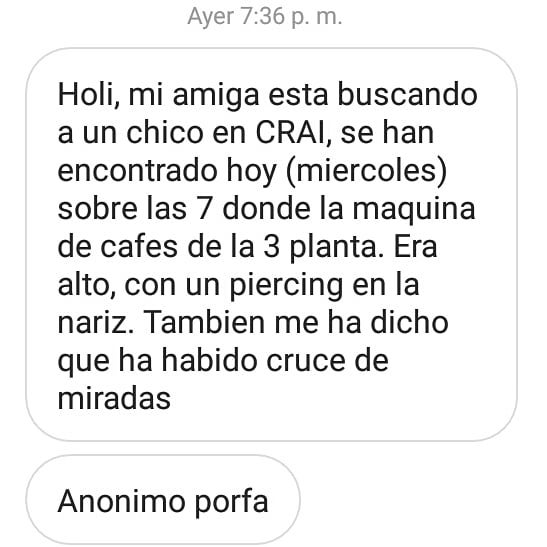 Ayer 7:36 p. m.
Holi, mi amiga esta buscando
a un chico en CRAI, se han
encontrado hoy (miercoles)
sobre las 7 donde la maquina
de cafes de la 3 planta. Era
alto, con un piercing en la
nariz. Tambien me ha dicho
que ha habido cruce de
miradas
Anonimo porfa